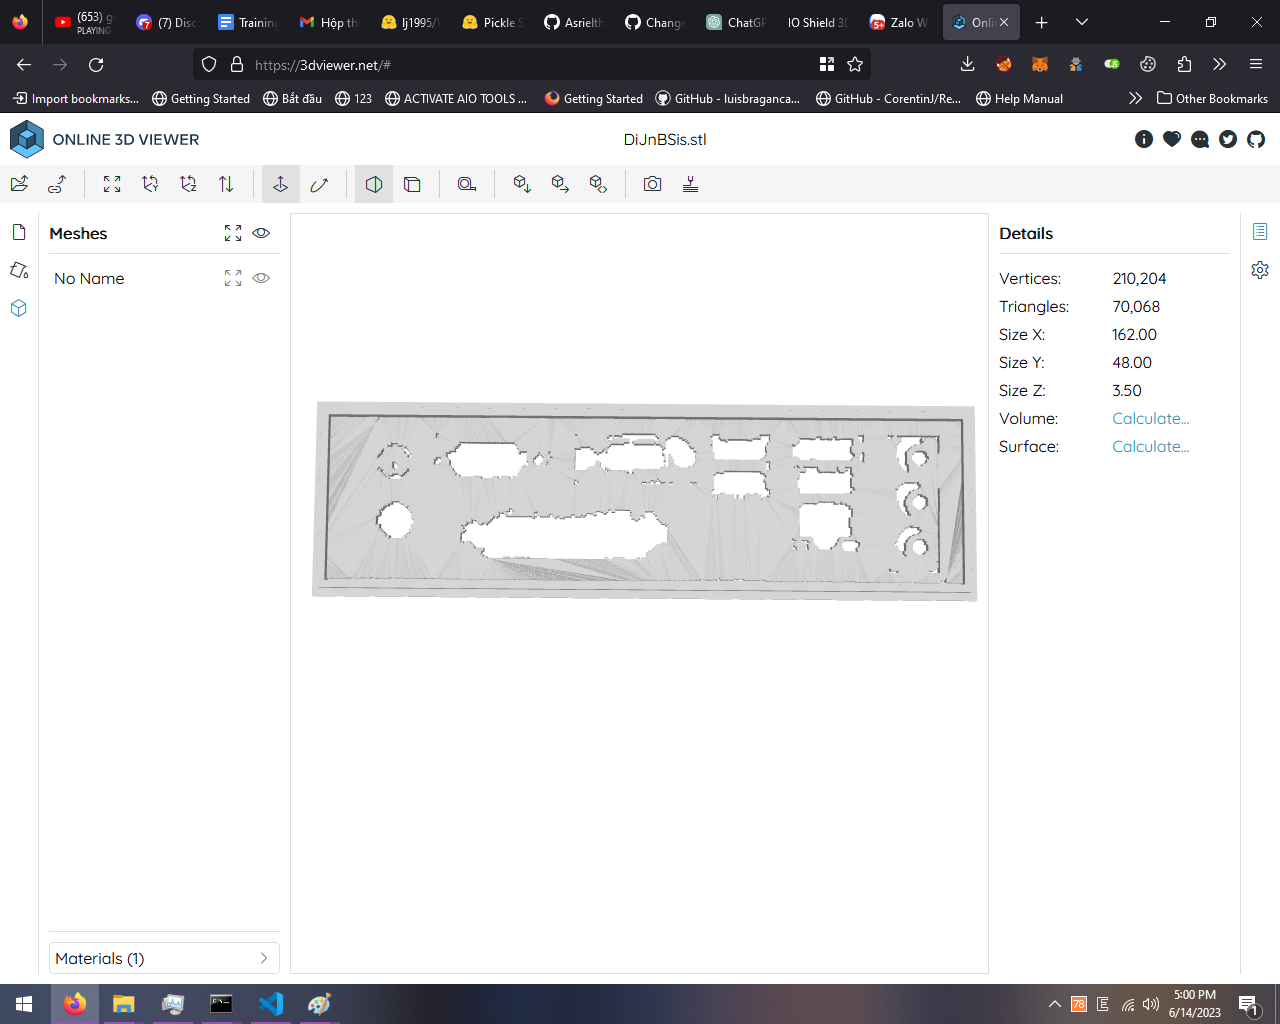 (653) g
PLAYING
(7) Disc
Training
Hộp th
lj1995/V
Pickle S
Asrielth
Change
ChatGP
IO Shield 3D
Zalo We
Onlin
https://3dviewer.net/#
Import bookmarks...
Getting Started
Bắt đầu
123
ACTIVATE AIO TOOLS ...
Getting Started
GitHub - luisbraganca...
GitHub - CorentinJ/Re...
Help Manual
Other Bookmarks
ONLINE 3D VIEWER
DiJnBSis.stl
Meshes
No Name
Materials (1)
Details
Vertices: 210,204
Triangles: 70,068
Size X: 162.00
Size Y: 48.00
Size Z: 3.50
Volume: Calculate...
Surface: Calculate...
78
E
5:00 PM
6/14/2023
1